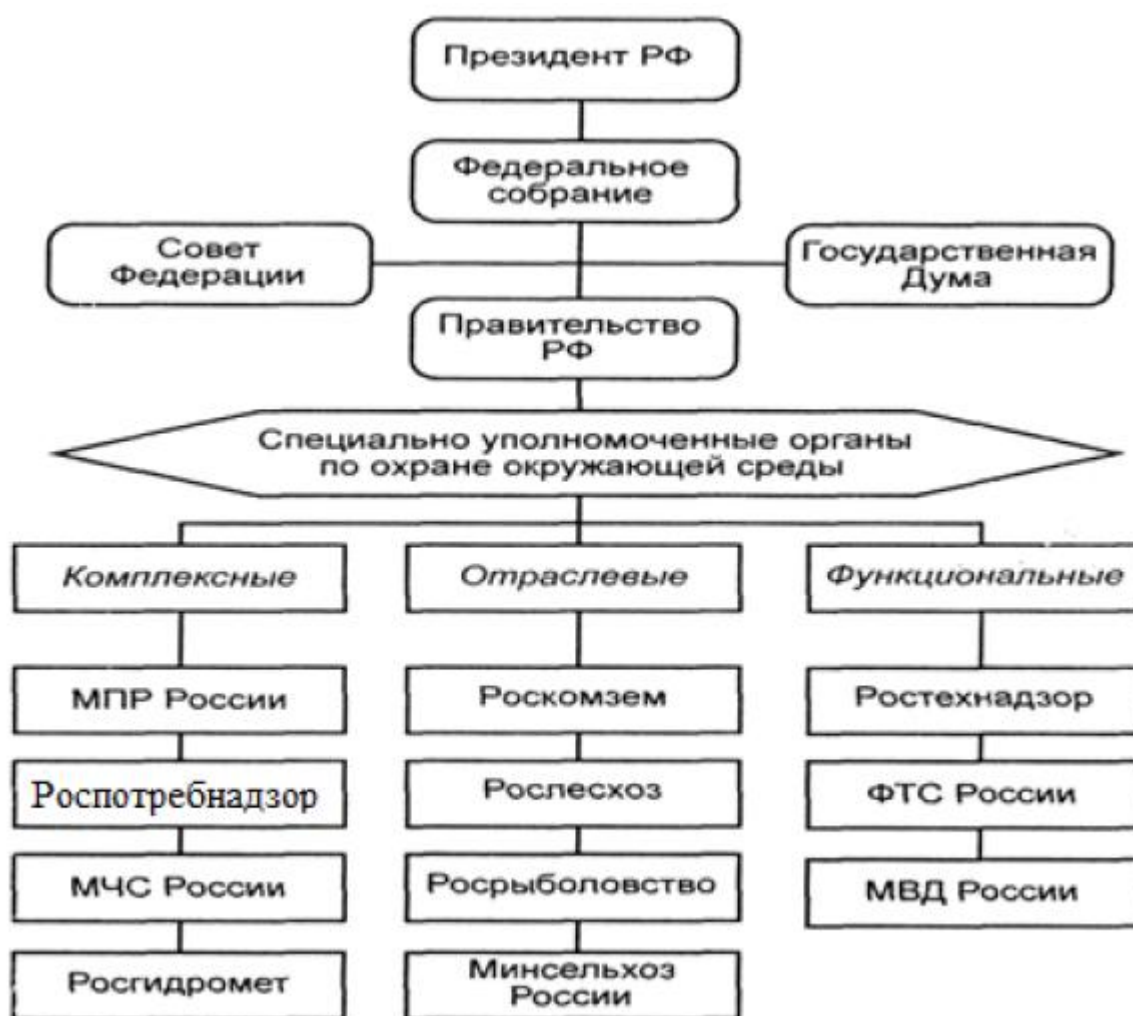 Президент РФ
Федеральное
собрание
Совет
Федерации
Государственная
Дума
Правительство
РФ
Специально уполномоченные органы
по охране окружающей среды
Комплексные
Отраслевые
Функциональные
МПР России
Роскомзем
Ростехнадзор
Роспотребнадзор
Рослесхоз
ФТС России
МЧС России
Росрыболовство
МВД России
Росгидромет
Минсельхоз
России